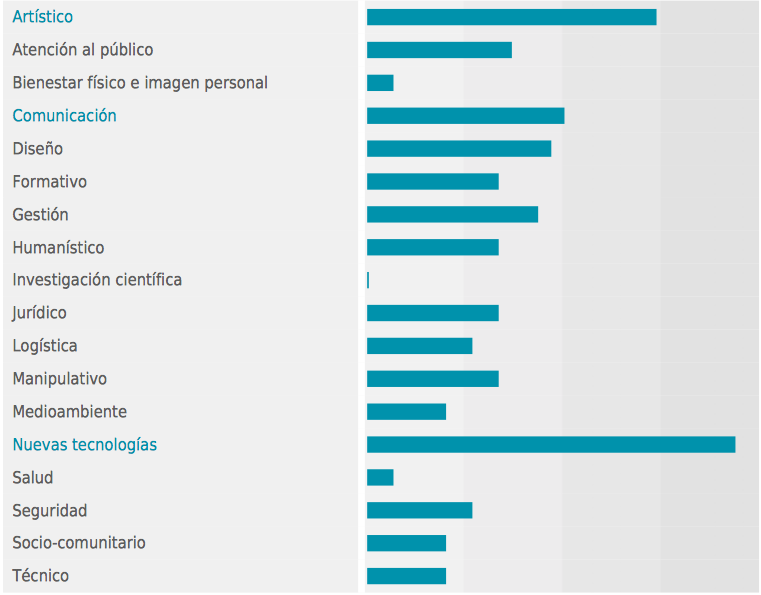 Artístico
Atención al público
Bienestar físico e imagen personal
Comunicación
Diseño
Formativo
Gestión
Humanístico
Investigación científica
Jurídico
Logística
Manipulativo
Medioambiente
Nuevas tecnologías
Salud
Seguridad
Socio-comunitario
Técnico